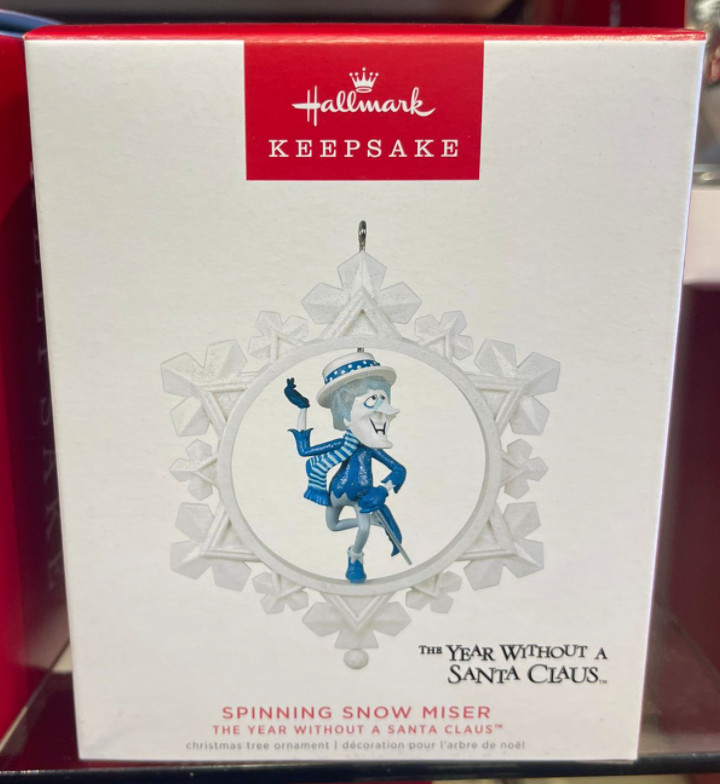 Hallmark
KEEPSAKE
THE YEAR WITHOUT A
SANTA CLAUS™
SPINNING SNOW MISER
THE YEAR WITHOUT A SANTA CLAUS™
christmas tree ornament | décoration pour l'arbre de noël